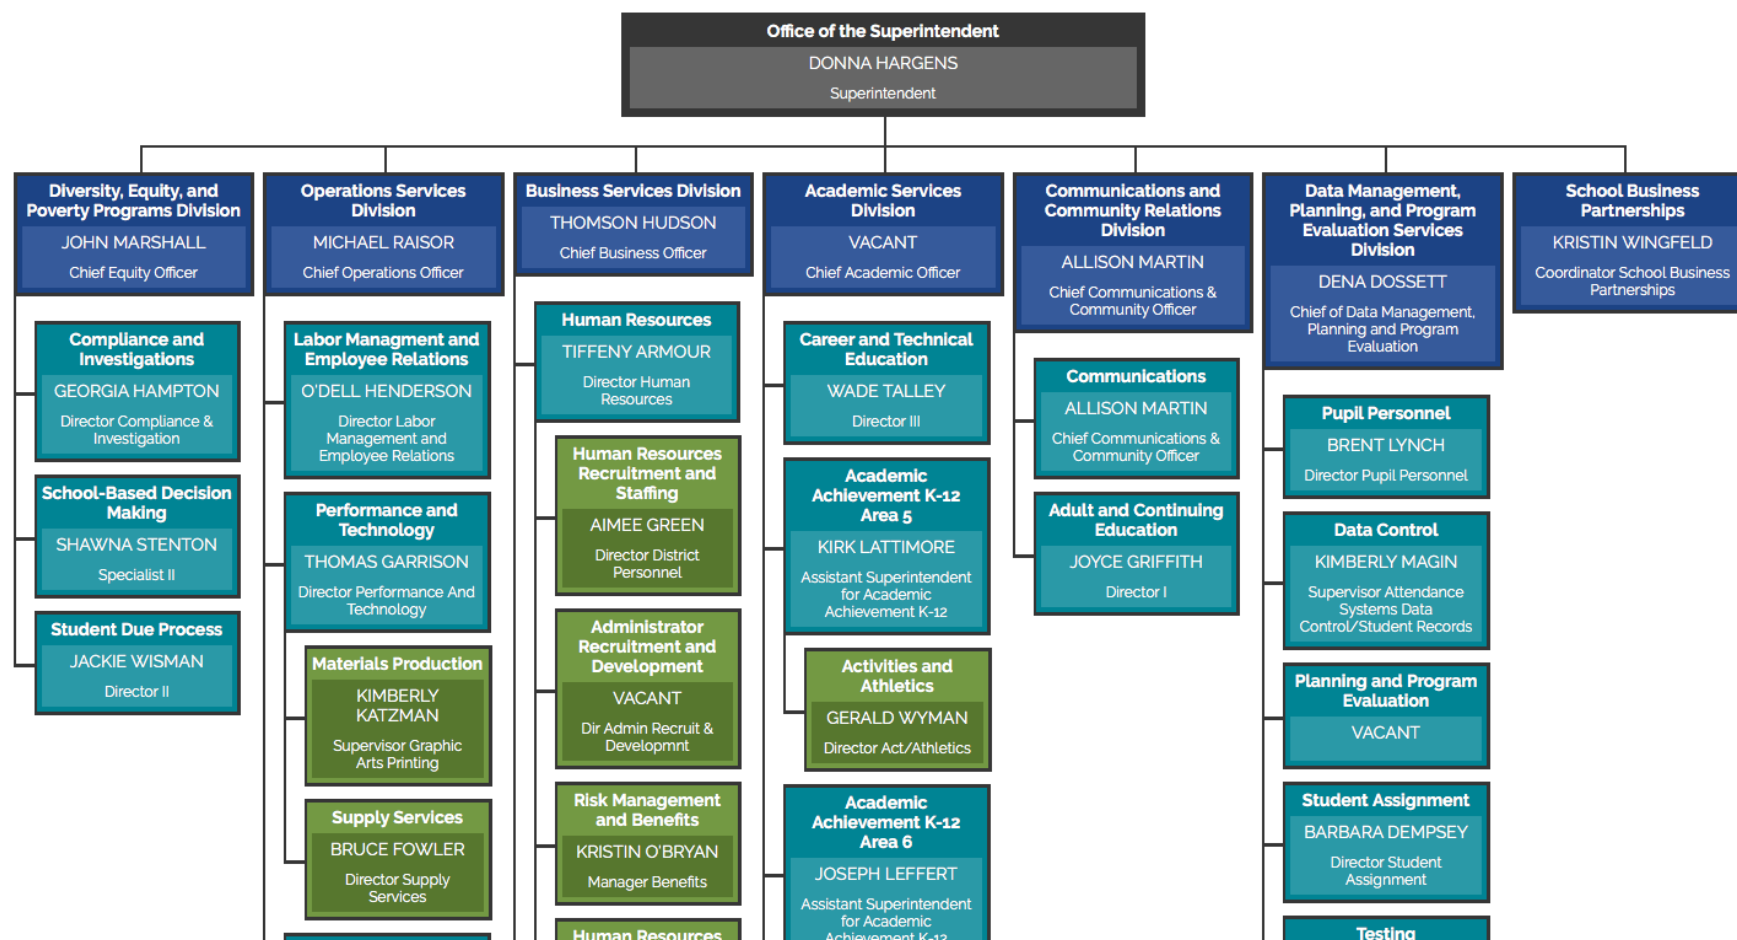 Office of the Superintendent
DONNA HARGENS
Superintendent
Diversity, Equity, and
Poverty Programs Division
JOHN MARSHALL
Chief Equity Officer
Compliance and
Investigations
GEORGIA HAMPTON
Director Compliance &
Investigation
School-Based Decision
Making
SHAWNA STENTON
Specialist II
Student Due Process
JACKIE WISMAN
Director II
Operations Services
Division
MICHAEL RAISOR
Chief Operations Officer
Labor Managment and
Employee Relations
O'DELL HENDERSON
Director Labor
Management and
Employee Relations
Performance and
Technology
THOMAS GARRISON
Director Performance And
Technology
Materials Production
KIMBERLY
KATZMAN
Supervisor Graphic
Arts Printing
Supply Services
BRUCE FOWLER
Director Supply
Services
Business Services Division
THOMSON HUDSON
Chief Business Officer
Human Resources
TIFFENY ARMOUR
Director Human
Resources
Human Resources
Recruitment and
Staffing
AIMEE GREEN
Director District
Personnel
Administrator
Recruitment and
Development
VACANT
Dir Admin Recruit &
Developmnt
Risk Management
and Benefits
KRISTIN O'BRYAN
Manager Benefits
Human Resources
Academic Services
Division
VACANT
Chief Academic Officer
Career and Technical
Education
WADE TALLEY
Director III
Academic
Achievement K-12
Area 5
KIRK LATTIMORE
Assistant Superintendent
for Academic
Achievement K-12
Activities and
Athletics
GERALD WYMAN
Director Act/Athletics
Academic
Achievement K-12
Area 6
JOSEPH LEFFERT
Assistant Superintendent
for Academic
Achievement K-12
Communications and
Community Relations
Division
ALLISON MARTIN
Chief Communications &
Community Officer
Communications
ALLISON MARTIN
Chief Communications &
Community Officer
Adult and Continuing
Education
JOYCE GRIFFITH
Director I
Data Management,
Planning, and Program
Evaluation Services
Division
DENA DOSSETT
Chief of Data Management,
Planning and Program
Evaluation
Pupil Personnel
BRENT LYNCH
Director Pupil Personnel
Data Control
KIMBERLY MAGIN
Supervisor Attendance
Systems Data
Control/Student Records
Planning and Program
Evaluation
VACANT
Student Assignment
BARBARA DEMPSEY
Director Student
Assignment
Testing
School Business
Partnerships
KRISTIN WINGFELD
Coordinator School Business
Partnerships